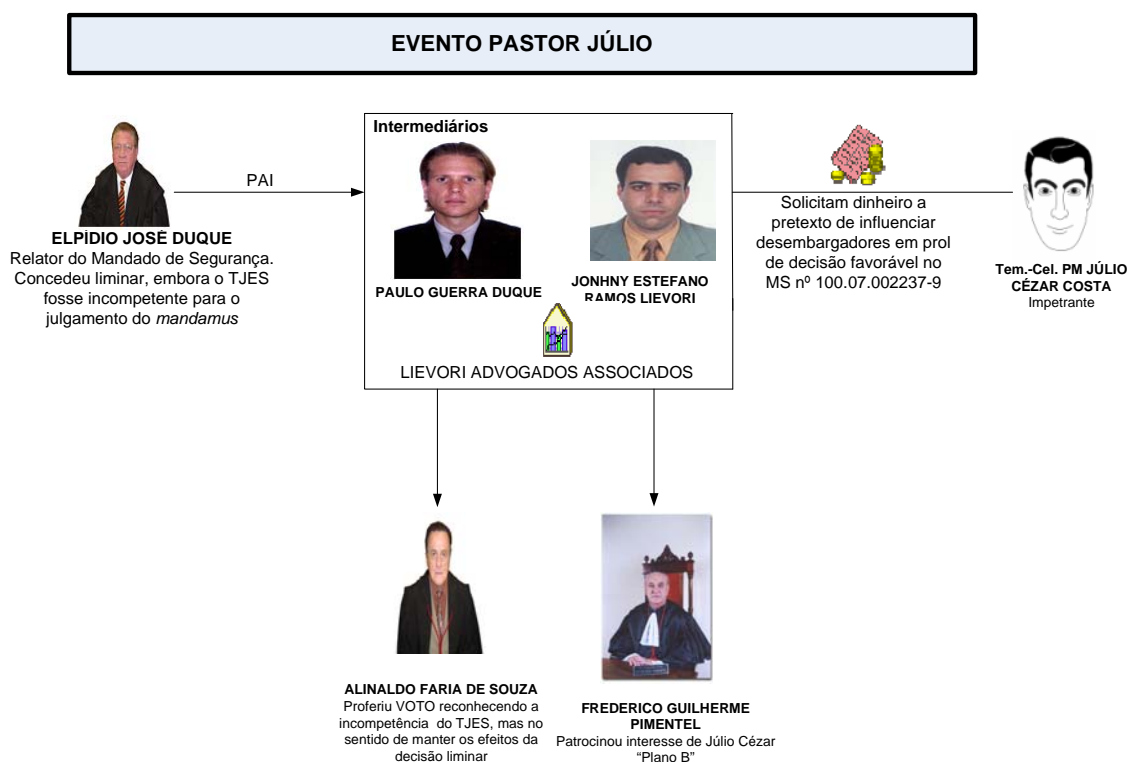 EVENTO PASTOR JÚLIO
PAI
ELPÍDIO JOSÉ DUQUE
Relator do Mandado de Segurança.
Concedeu liminar, embora o TJES
fosse incompetente para o
julgamento do mandamus
Intermediários
PAULO GUERRA DUQUE
JONHNY ESTEFANO
RAMOS LIEVORI
LIEVORI ADVOGADOS ASSOCIADOS
Solicitam dinheiro a
pretexto de influenciar
desembargadores em prol
de decisão favorável no
MS nº 100.07.002237-9
Tem.-Cel. PM JÚLIO
CÉZAR COSTA
Impetrante
ALINALDO FARIA DE SOUZA
Proferiu VOTO reconhecendo a
incompetência do TJES, mas no
sentido de manter os efeitos da
decisão liminar
FREDERICO GUILHERME
PIMENTEL
Patrocinou interesse de Júlio Cézar
“Plano B”